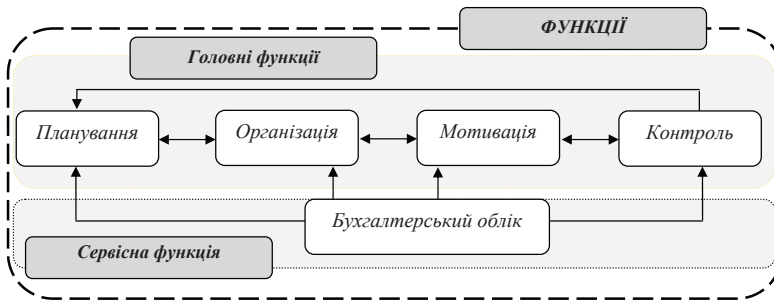 ФУНКЦІЇ
Головні функції
Планування
Організація
Мотивація
Контроль
Бухгалтерський облік
Сервісна функція